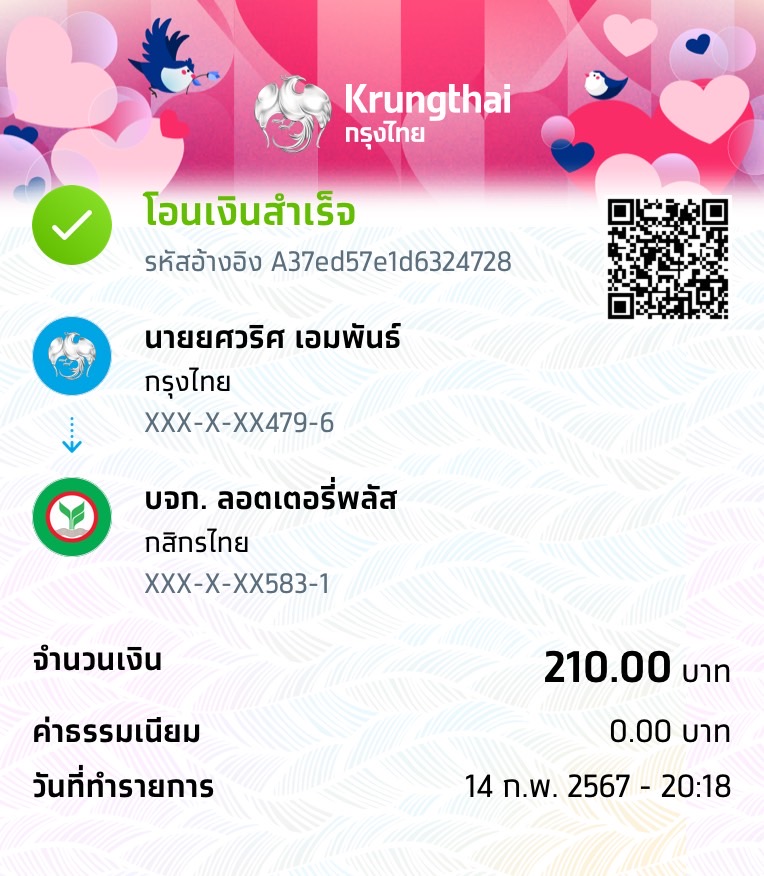 Krungthai
กรุงไทย
โอนเงินสำเร็จ
รหัสอ้างอิง A37ed57e1d6324728
นายยศวริศ เอมพันธ์
กรุงไทย
XXX-X-XX479-6
บจก. ลอตเตอรี่พลัส
กสิกรไทย
XXX-X-XX583-1
จำนวนเงิน 210.00 บาท
ค่าธรรมเนียม 0.00 บาท
วันที่ทำรายการ 14 ก.พ. 2567 - 20:18